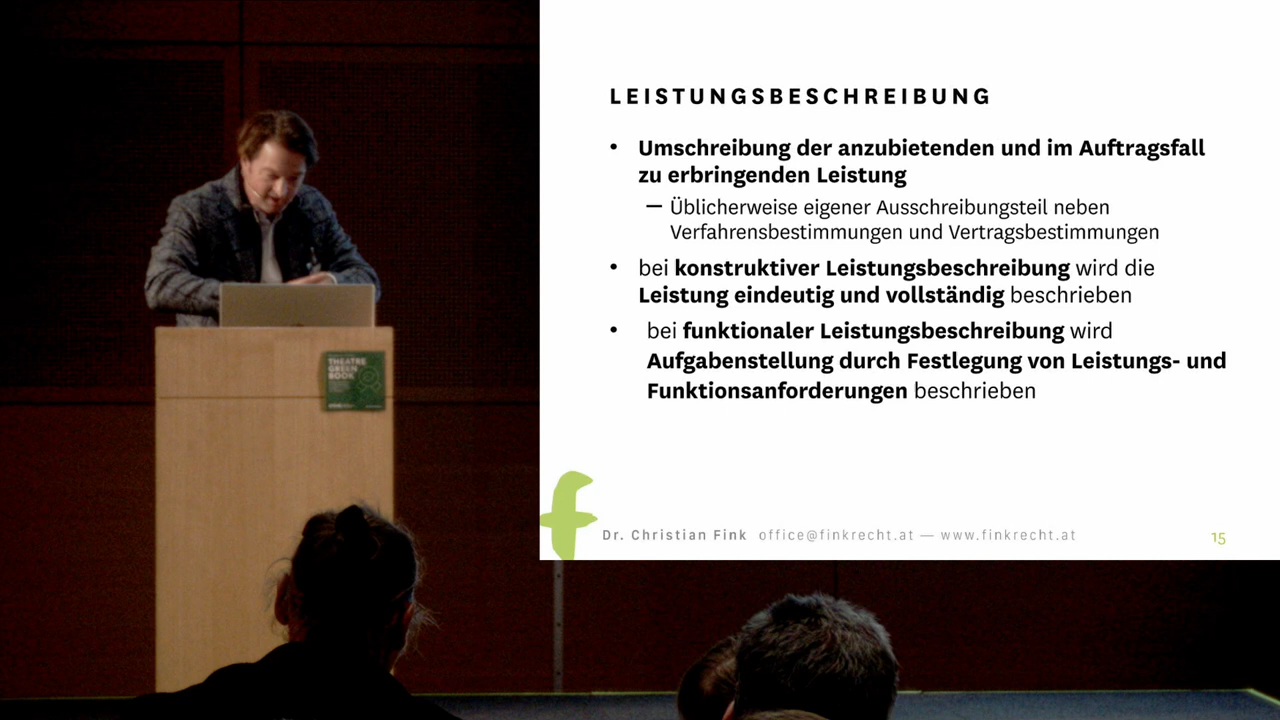 LEISTUNGSBESCHREIBUNG
• Umschreibung der anzubietenden und im Auftragsfall
zu erbringenden Leistung
— Üblicherweise eigener Ausschreibungsteil neben
Verfahrensbestimmungen und Vertragsbestimmungen
• bei konstruktiver Leistungsbeschreibung wird die
Leistung eindeutig und vollständig beschrieben
• bei funktionaler Leistungsbeschreibung wird
Aufgabenstellung durch Festlegung von Leistungs- und
Funktionsanforderungen beschrieben
f
Dr. Christian Fink office@finkrecht.at — www.finkrecht.at
15
THEATRE
GREEN
BOOK